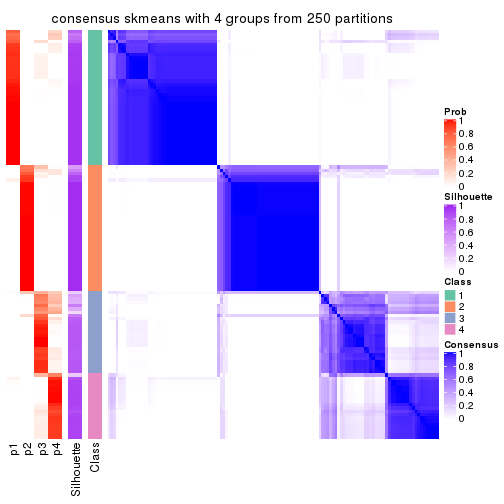 consensus skmeans with 4 groups from 250 partitions
Prob
1
0.8
0.6
0.4
0.2
0
Silhouette
1
0.8
0.6
0.4
0.2
0
Class
1
2
3
4
Consensus
1
0.8
0.6
0.4
0.2
0
p1
p2
p3
p4
Silhouette
Class